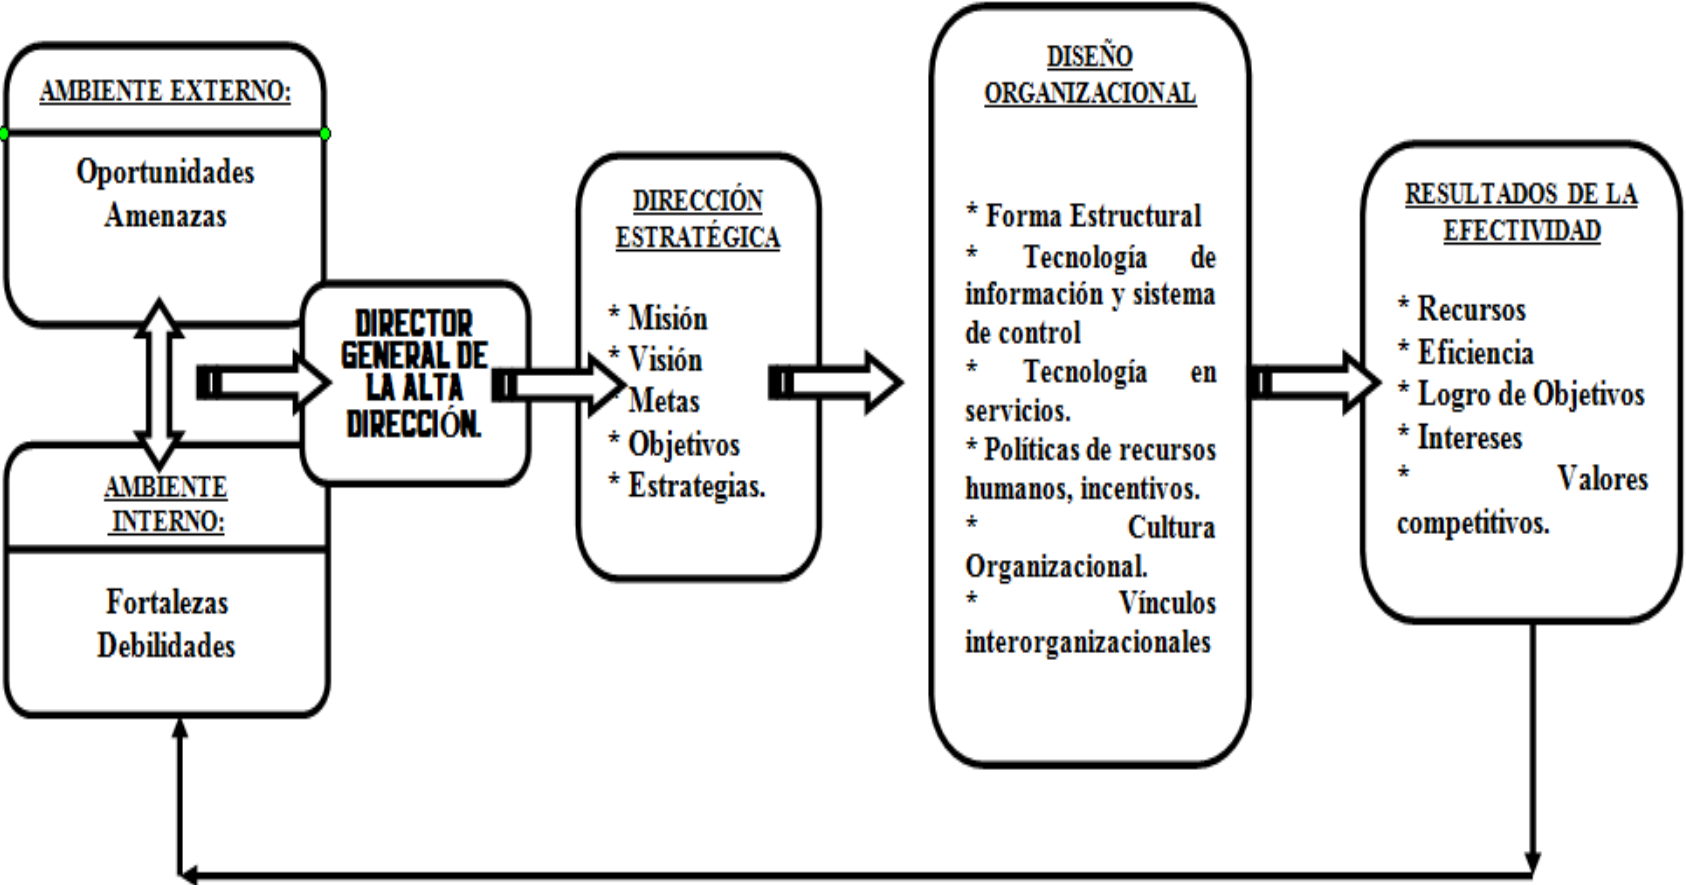 AMBIENTE EXTERNO:
Oportunidades
Amenazas
AMBIENTE
INTERNO:
Fortalezas
Debilidades
DIRECTOR
GENERAL DE
LA ALTA
DIRECCIÓN.
DIRECCIÓN
ESTRATÉGICA
* Misión
* Visión
* Metas
* Objetivos
* Estrategias.
DISEÑO
ORGANIZACIONAL
* Forma Estructural
* Tecnología de
información y sistema
de control
* Tecnología en
servicios.
* Políticas de recursos
humanos, incentivos.
* Cultura
Organizacional.
* Vínculos
interorganizacionales
RESULTADOS DE LA
EFECTIVIDAD
* Recursos
* Eficiencia
* Logro de Objetivos
* Intereses
* Valores
competitivos.